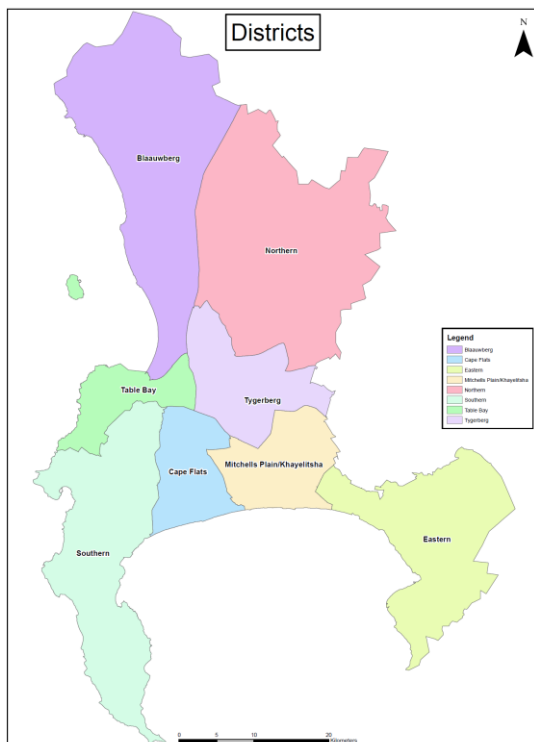 Districts
N
Blaauwberg
Northern
Table Bay
Tygerberg
Cape Flats
Mitchells Plain/Khayelitsha
Southern
Eastern
Legend
Blaauwberg
Cape Flats
Eastern
Mitchells Plain/Khayelitsha
Northern
Southern
Table Bay
Tygerberg
0 5 10 20
Kilometers